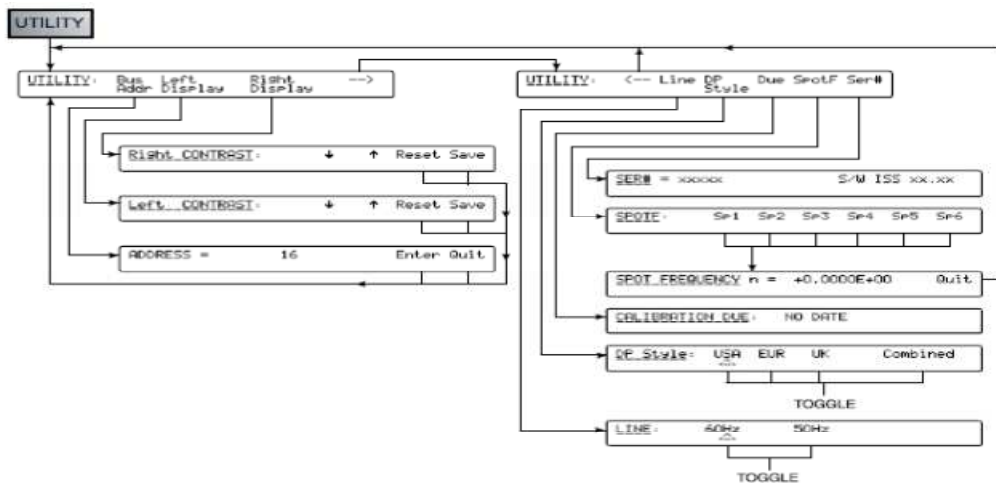 UTILITY
UTILITY: Bus Addr Left Display Right Display -->
Right CONTRAST: ↓ ↑ Reset Save
Left CONTRAST: ↓ ↑ Reset Save
ADDRESS = 16 Enter Quit
UTILITY: <-- Line DP Style Due SpotF Ser#
SER# = xxxxx S/W ISS xx.xx
SPOTF: Sp1 Sp2 Sp3 Sp4 Sp5 Sp6
SPOT FREQUENCY n = +0.0000E+00 Quit
CALIBRATION DUE: NO DATE
DP Style: USA EUR UK Combined
TOGGLE
LINE: 60Hz 50Hz
TOGGLE